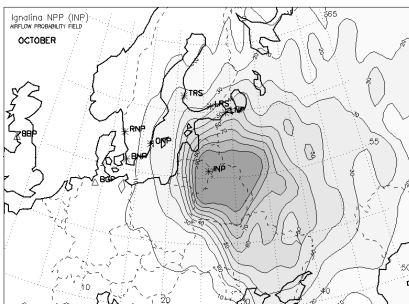 Ignalina NPP (INP)
AIRFLOW PROBABILITY FIELD
OCTOBER
65
TRS
LRS
BBP
RNP
ONP
BNP
55
INP
BGP
50
10
20
40